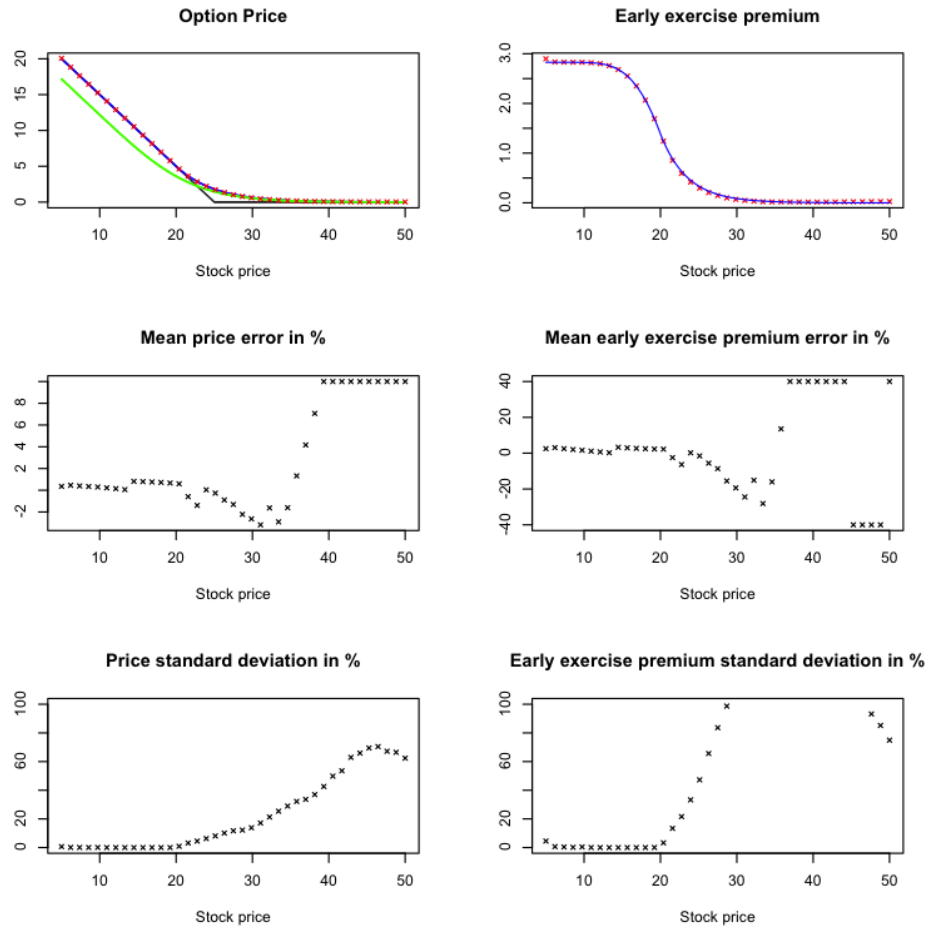 Option Price
20
15
10
5
0
10 20 30 40 50
Stock price
Early exercise premium
3.0
2.0
1.0
0.0
10 20 30 40 50
Stock price
Mean price error in %
8
6
4
2
-2
10 20 30 40 50
Stock price
Mean early exercise premium error in %
40
20
0
-20
-40
10 20 30 40 50
Stock price
Price standard deviation in %
100
60
20
0
10 20 30 40 50
Stock price
Early exercise premium standard deviation in %
100
60
20
0
10 20 30 40 50
Stock price